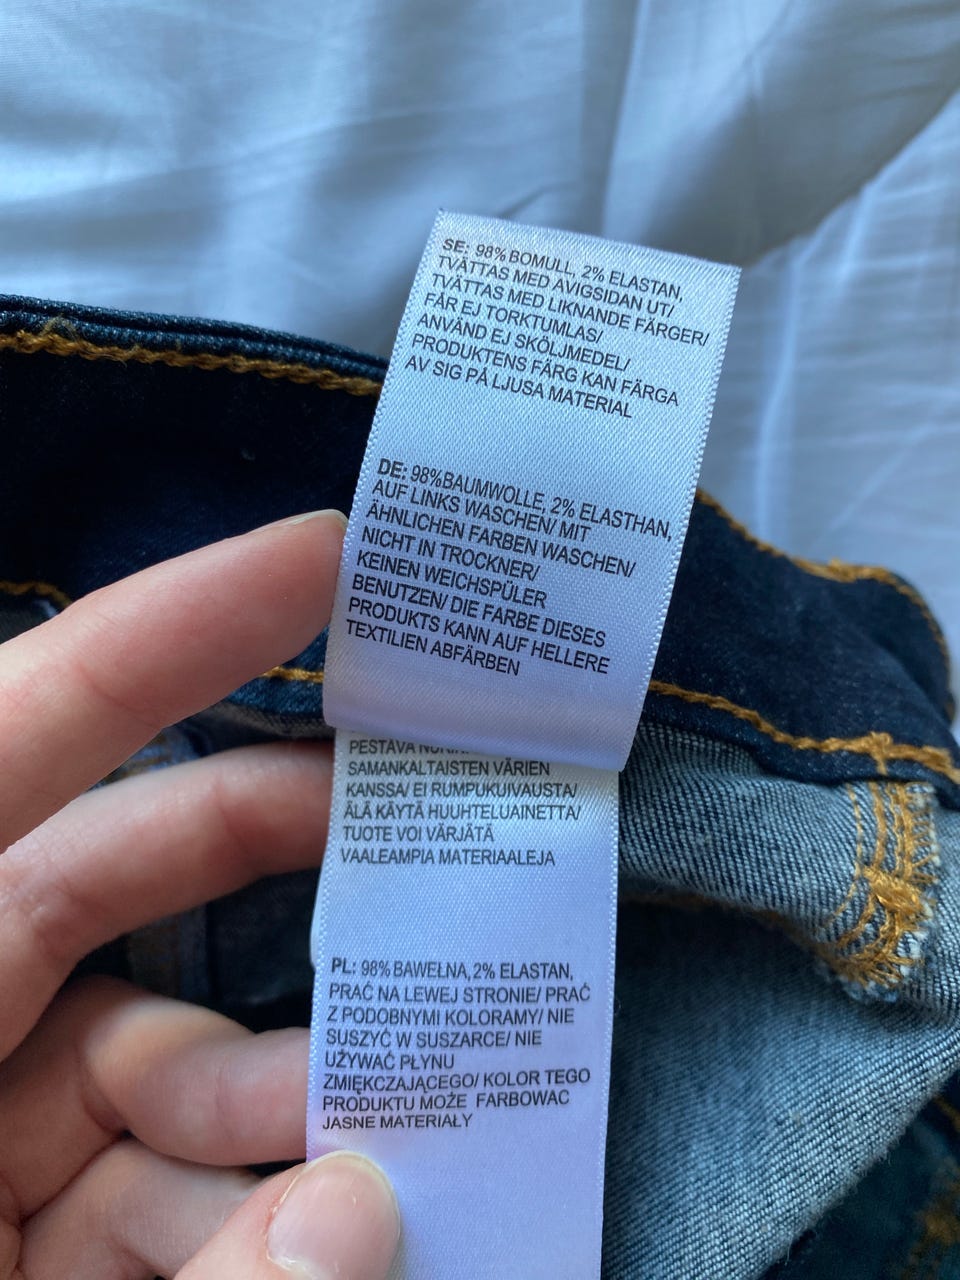 SE: 98% BOMULL, 2% ELASTAN,
TVÄTTAS MED AVIGSIDAN UT/
TVÄTTAS MED LIKNANDE FÄRGER/
FÅR EJ TORKTUMLAS/
ANVÄND EJ SKÖLJMEDEL/
PRODUKTENS FÄRG KAN FÄRGA
AV SIG PÅ LJUSA MATERIAL
DE: 98%BAUMWOLLE, 2% ELASTHAN,
AUF LINKS WASCHEN/ MIT
ÄHNLICHEN FARBEN WASCHEN/
NICHT IN TROCKNER/
KEINEN WEICHSPÜLER
BENUTZEN/ DIE FARBE DIESES
PRODUKTS KANN AUF HELLERE
TEXTILIEN ABFÄRBEN
PESTÄVÄ
SAMANKALTAISTEN VÄRIEN
KANSSA/ EI RUMPUKUIVAUSTA/
ÄLÄ KÄYTÄ HUUHTELUAINETTA/
TUOTE VOI VÄRJÄTÄ
VAALEAMPIA MATERIAALEJA
PL: 98% BAWEŁNA, 2% ELASTAN,
PRAĆ NA LEWEJ STRONIE/ PRAĆ
Z PODOBNYMI KOLORAMY/ NIE
SUSZYĆ W SUSZARCE/ NIE
UŻYWAĆ PŁYNU
ZMIĘKCZAJĄCEGO/ KOLOR TEGO
PRODUKTU MOŻE FARBOWAC
JASNE MATERIAŁY